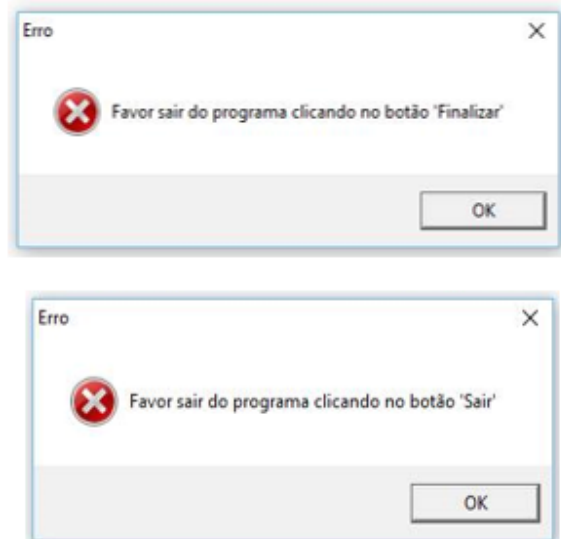 Erro
Favor sair do programa clicando no botão 'Finalizar'
OK
Erro
Favor sair do programa clicando no botão 'Sair'
OK